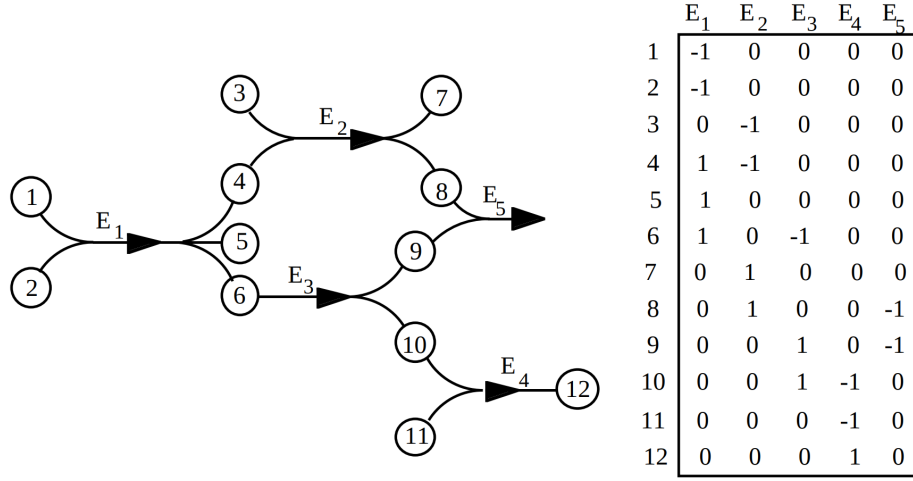 E1 E2 E3 E4 E5
1 -1 0 0 0 0
2 -1 0 0 0 0
3 0 -1 0 0 0
4 1 -1 0 0 0
5 1 0 0 0 0
6 1 0 -1 0 0
7 0 1 0 0 0
8 0 1 0 0 -1
9 0 0 1 0 -1
10 0 0 1 -1 0
11 0 0 0 -1 0
12 0 0 0 1 0
3
7
E2
4
8
1
E1
E5
5
9
2
6
E3
10
E4
12
11